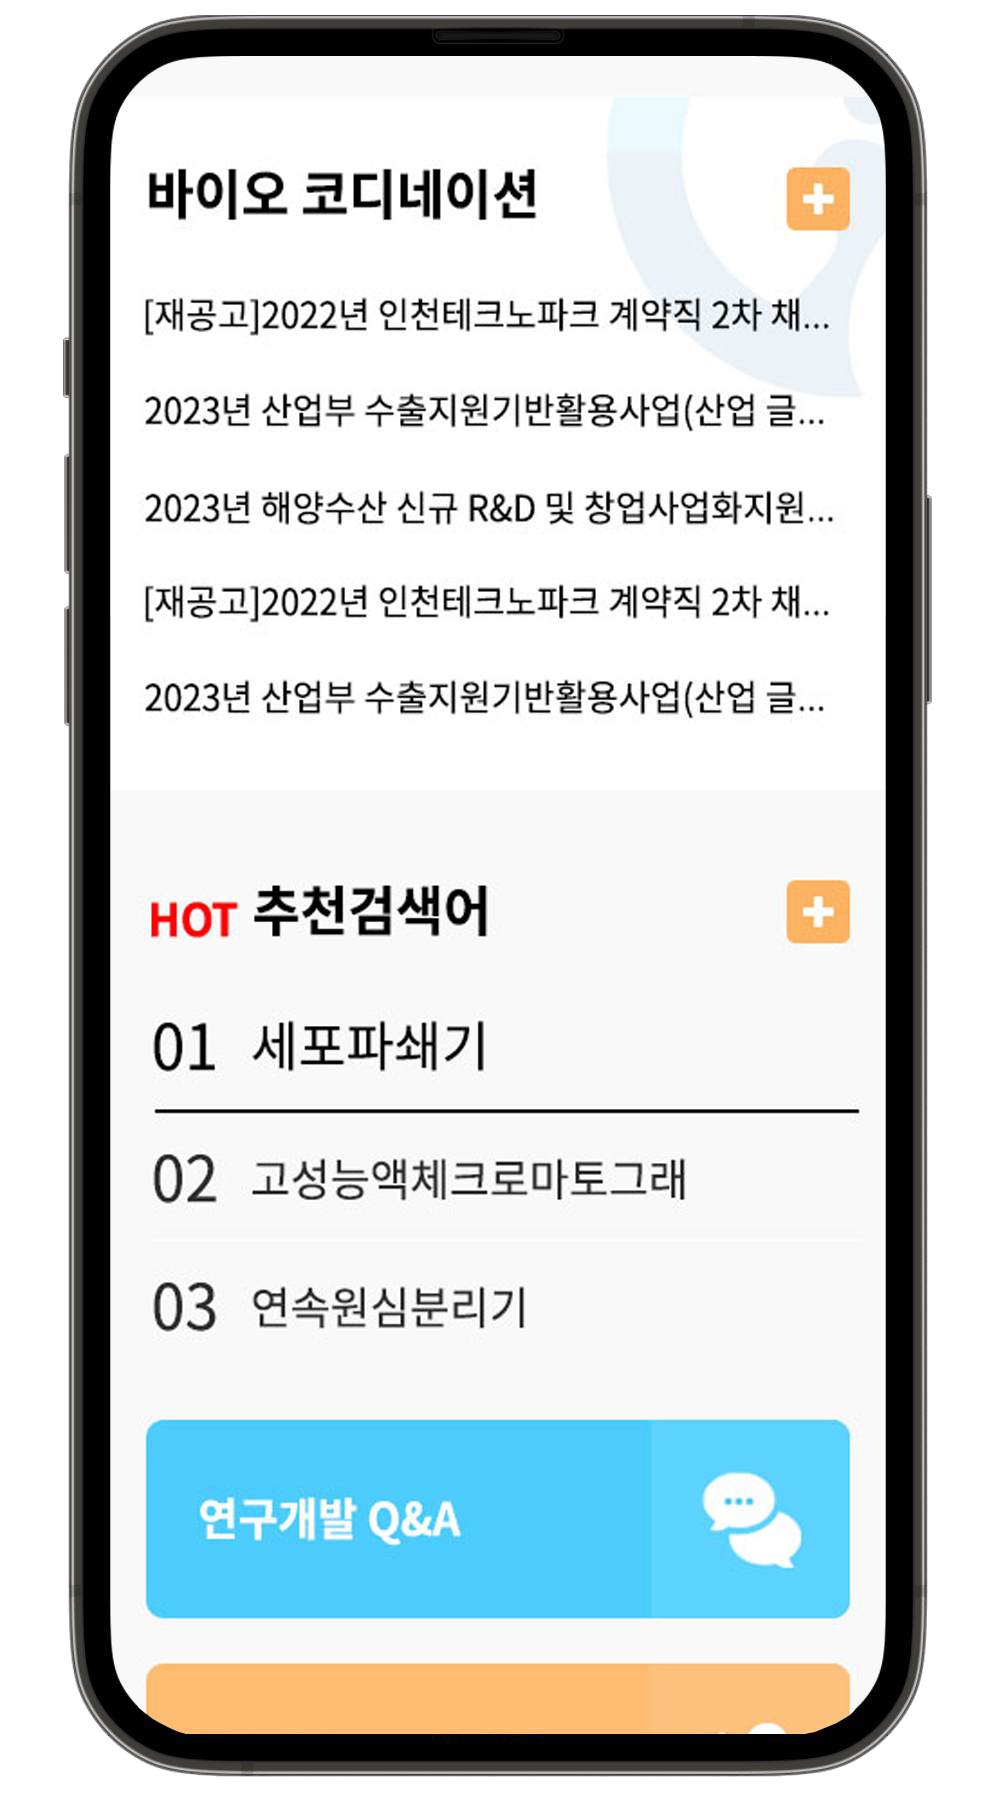 바이오 코디네이션
[재공고]2022년 인천테크노파크 계약직 2차 채...
2023년 산업부 수출지원기반활용사업(산업 글...
2023년 해양수산 신규 R&D 및 창업사업화지원...
[재공고]2022년 인천테크노파크 계약직 2차 채...
2023년 산업부 수출지원기반활용사업(산업 글...
HOT 추천검색어
01 세포파쇄기
02 고성능액체크로마토그래
03 연속원심분리기
연구개발 Q&A